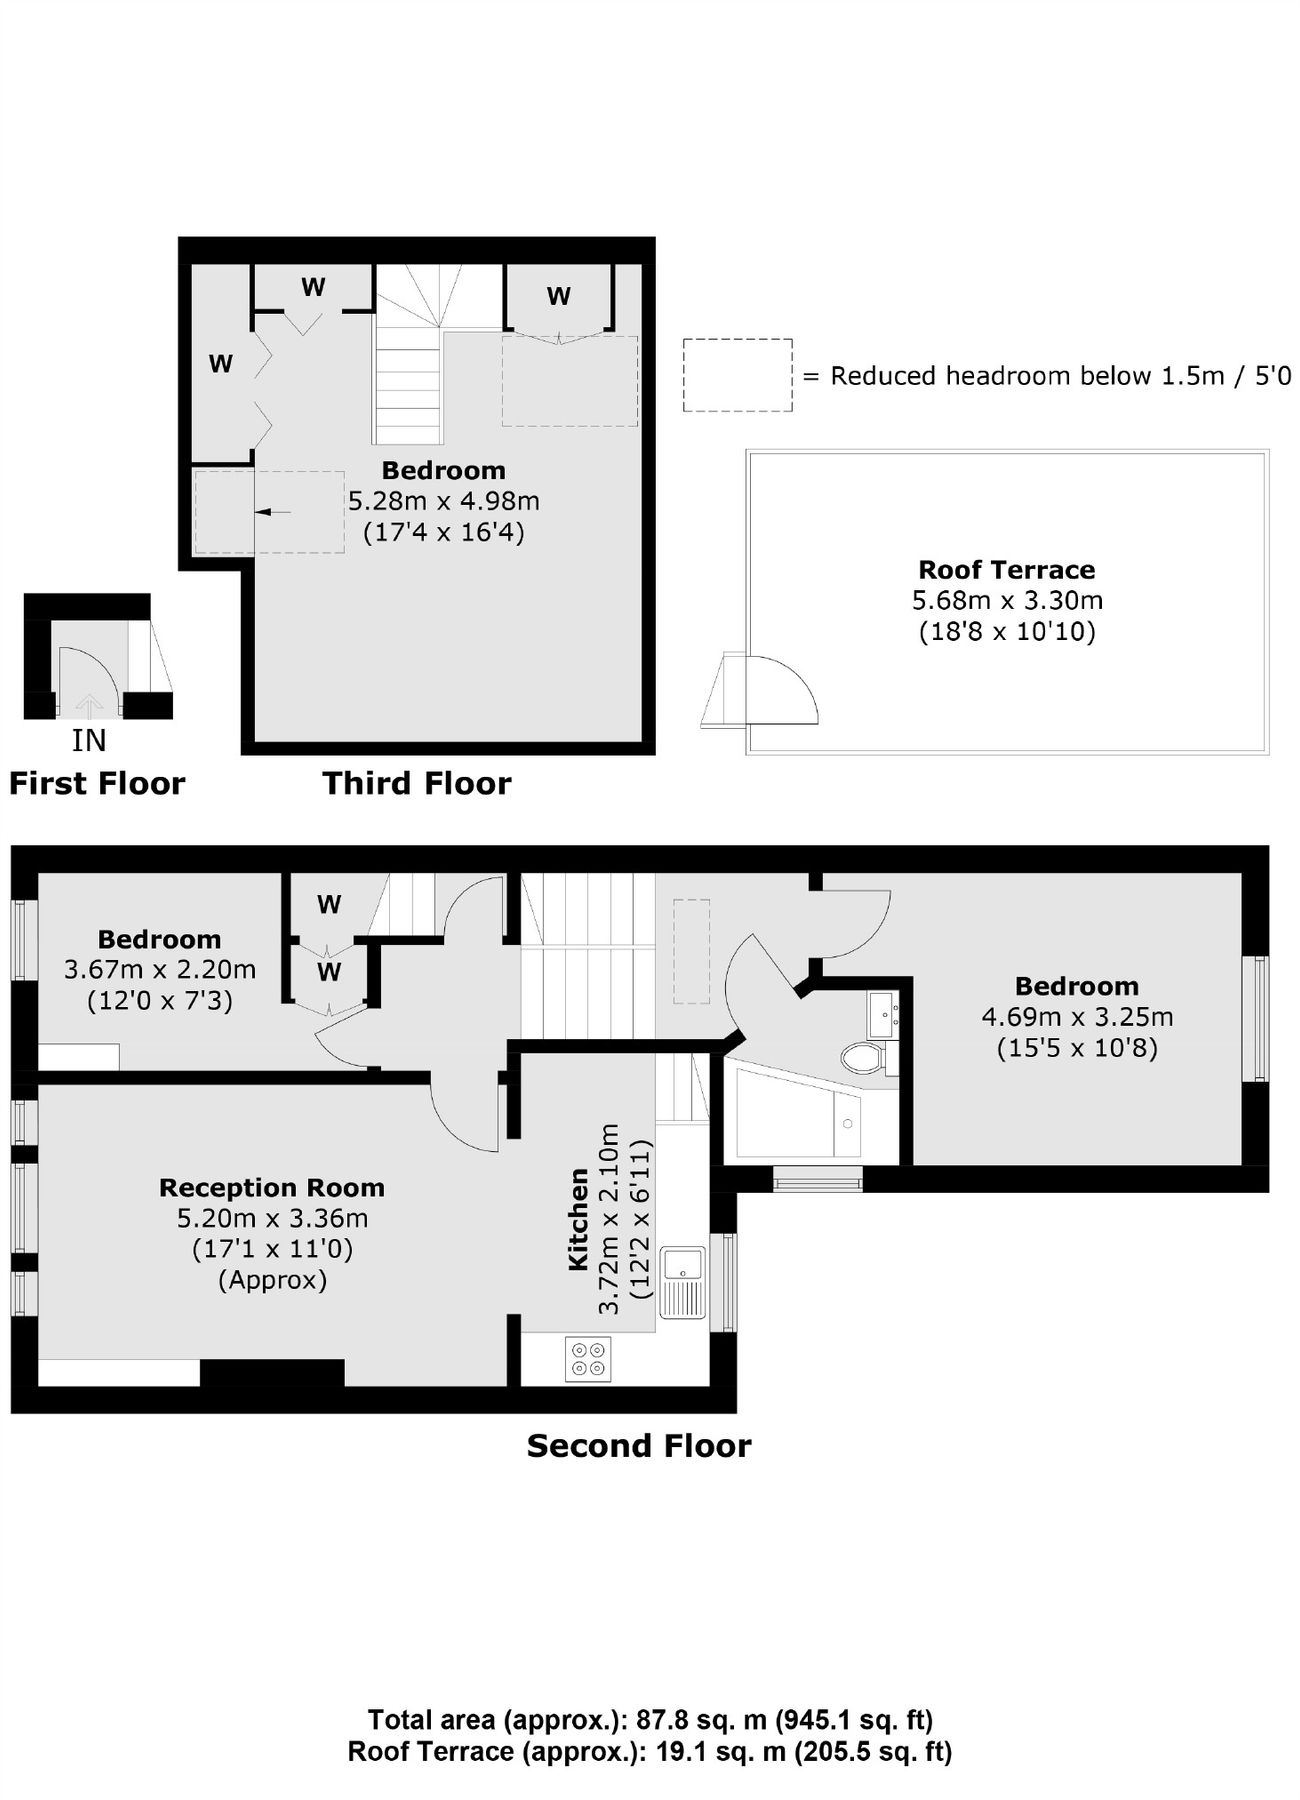 W
W
W
= Reduced headroom below 1.5m / 5'0
Bedroom
5.28m x 4.98m
(17'4 x 16'4)
Roof Terrace
5.68m x 3.30m
(18'8 x 10'10)
IN
First Floor
Third Floor
W
Bedroom
3.67m x 2.20m
(12'0 x 7'3)
W
Bedroom
4.69m x 3.25m
(15'5 x 10'8)
Reception Room
5.20m x 3.36m
(17'1 x 11'0)
(Approx)
Kitchen
3.72m x 2.10m
(12'2 x 6'11)
Second Floor
Total area (approx.): 87.8 sq. m (945.1 sq. ft)
Roof Terrace (approx.): 19.1 sq. m (205.5 sq. ft)